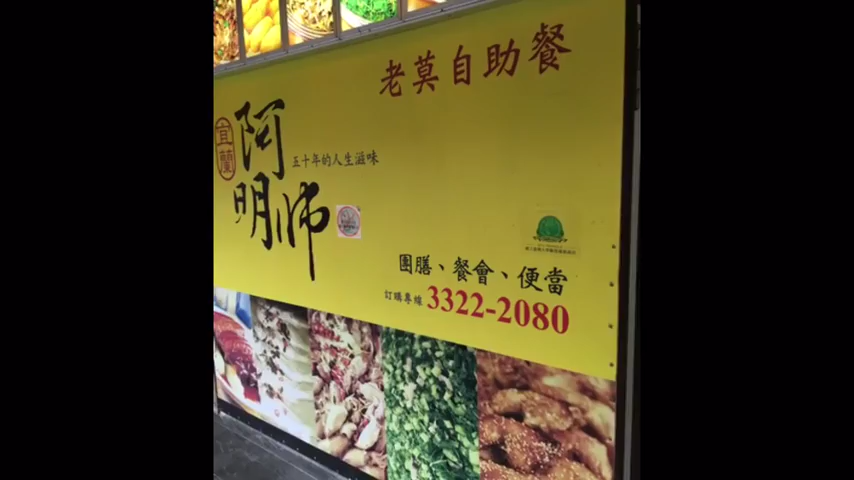 老莫自助餐
宜蘭
阿明師
五十年的人生滋味
團膳、餐會、便當
訂購專線 3322-2080